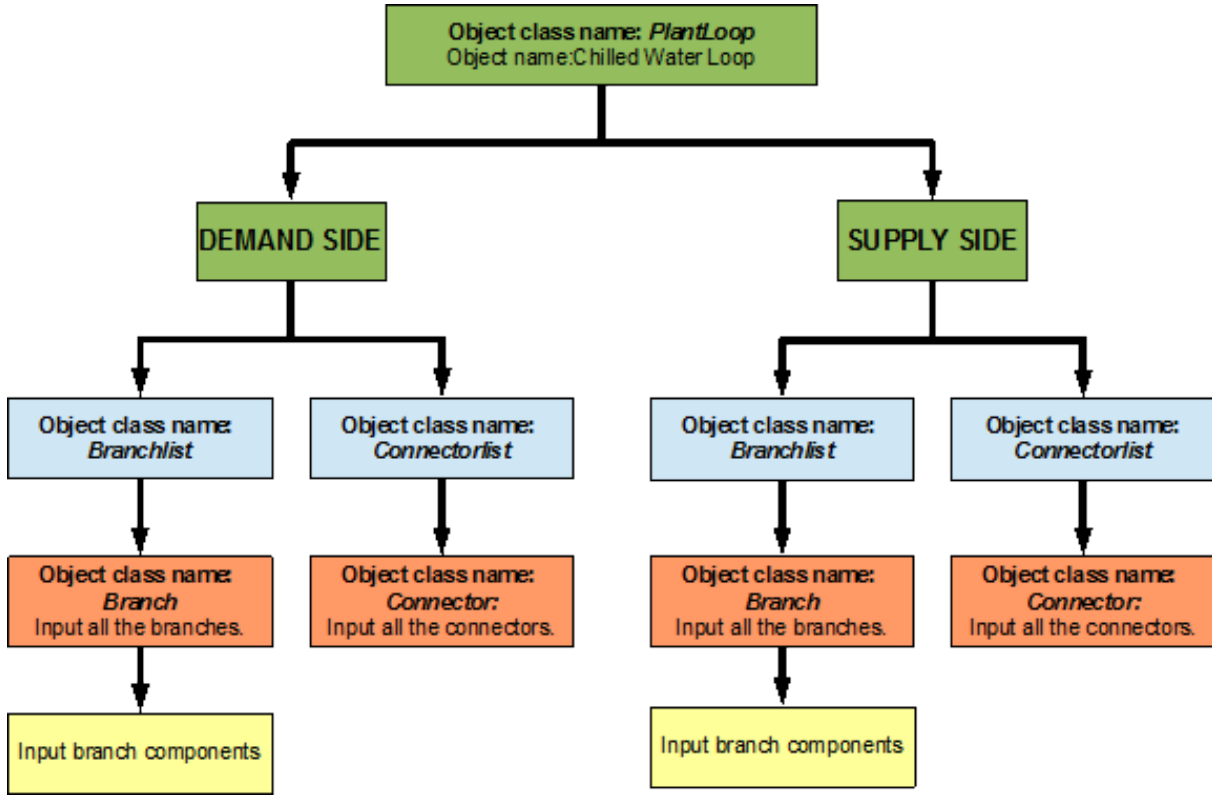 Object class name: PlantLoop
Object name:Chilled Water Loop
DEMAND SIDE
SUPPLY SIDE
Object class name:
Branchlist
Object class name:
Connectorlist
Object class name:
Branchlist
Object class name:
Connectorlist
Object class name:
Branch
Input all the branches.
Object class name:
Connector:
Input all the connectors.
Object class name:
Branch
Input all the branches.
Object class name:
Connector:
Input all the connectors.
Input branch components
Input branch components